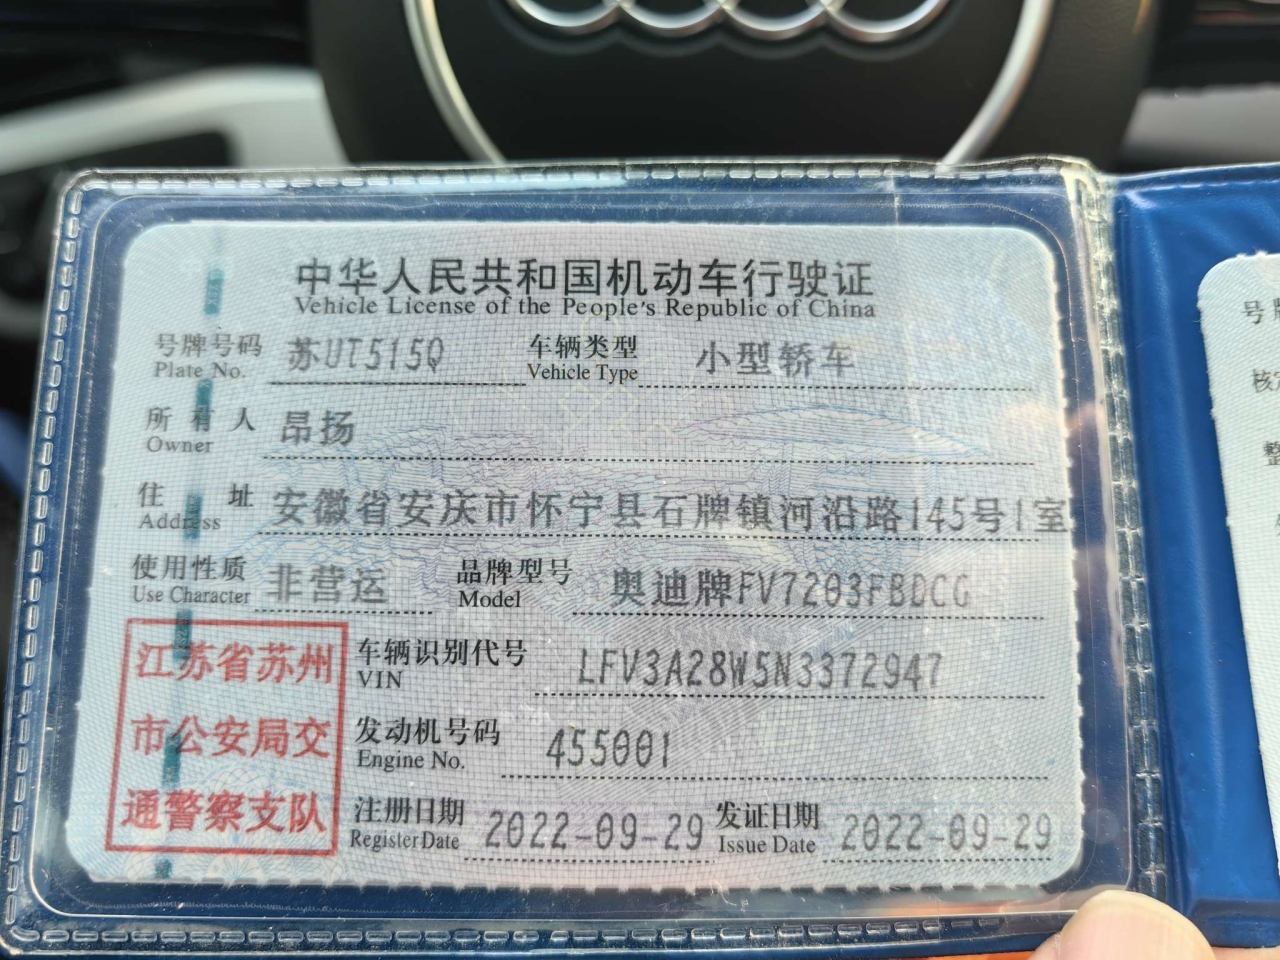 中华人民共和国机动车行驶证
Vehicle License of the People's Republic of China
号牌号码 苏UT515Q 车辆类型 小型轿车
Plate No. Vehicle Type
所有人 昂扬
Owner
住址 安徽省安庆市怀宁县石牌镇河沿路145号1室
Address
使用性质 非营运 品牌型号 奥迪牌FV7203FBDCG
Use Character Model
江苏省苏州
市公安局交
通警察支队
车辆识别代号 LFV3A28W5N3372947
VIN
发动机号码 455001
Engine No.
注册日期 2022-09-29 发证日期 2022-09-29
Register Date Issue Date
号
核
整